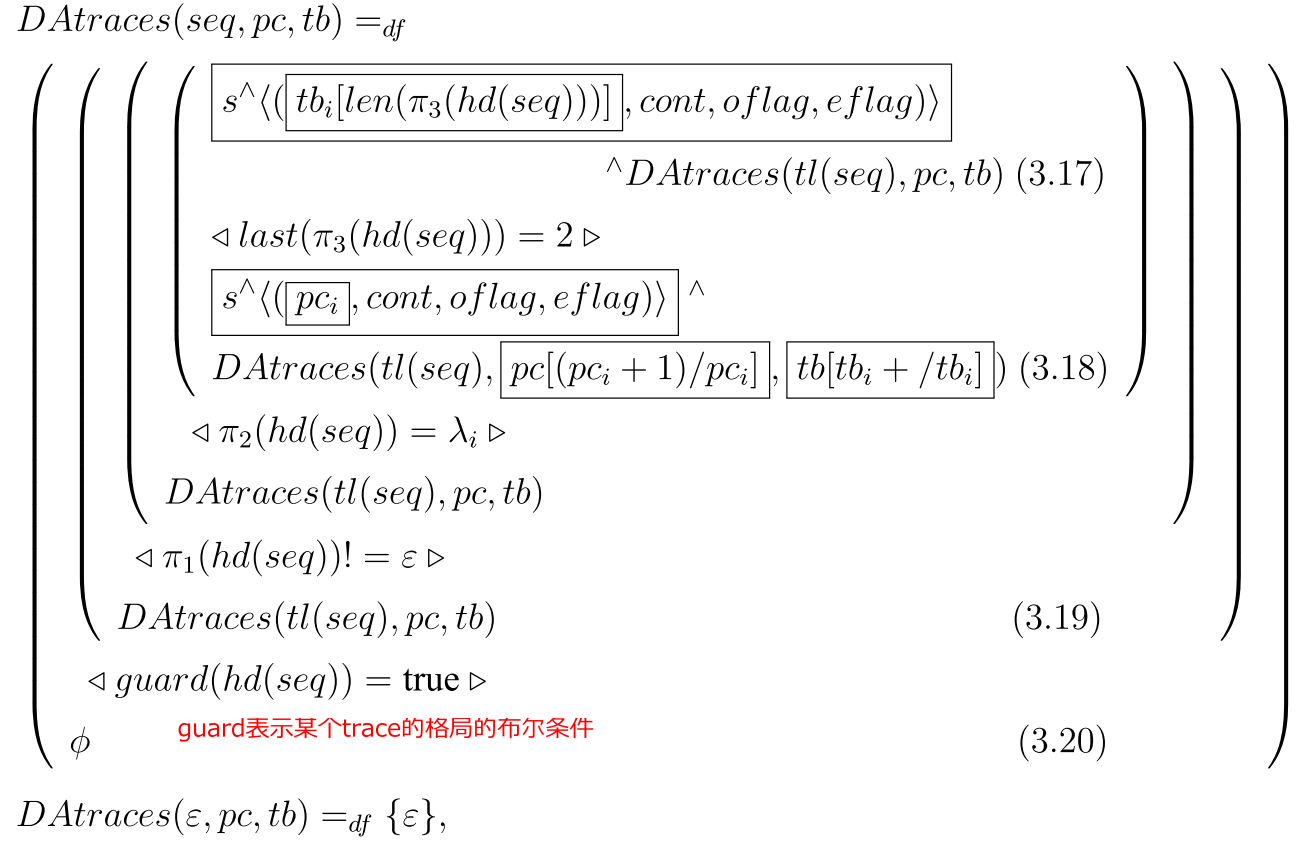 DAtraces(seq, pc, tb) =df
s^⟨(tbi[len(π3(hd(seq)))], cont, oflag, eflag)⟩
^DAtraces(tl(seq), pc, tb) (3.17)
◁ last(π3(hd(seq))) = 2 ▷
s^⟨(pci, cont, oflag, eflag)⟩ ^
DAtraces(tl(seq), pc[(pci + 1)/pci], tb[tbi + /tbi]) (3.18)
◁ π2(hd(seq)) = λi ▷
DAtraces(tl(seq), pc, tb)
◁ π1(hd(seq))! = ε ▷
DAtraces(tl(seq), pc, tb) (3.19)
◁ guard(hd(seq)) = true ▷
guard表示某个trace的格局的布尔条件
ϕ (3.20)
DAtraces(ε, pc, tb) =df {ε},